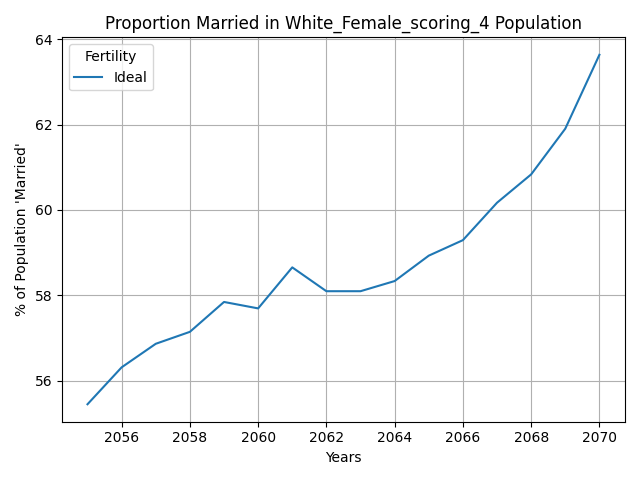 Proportion Married in White_Female_scoring_4 Population
Fertility
Ideal
% of Population 'Married'
64
62
60
58
56
2056 2058 2060 2062 2064 2066 2068 2070
Years